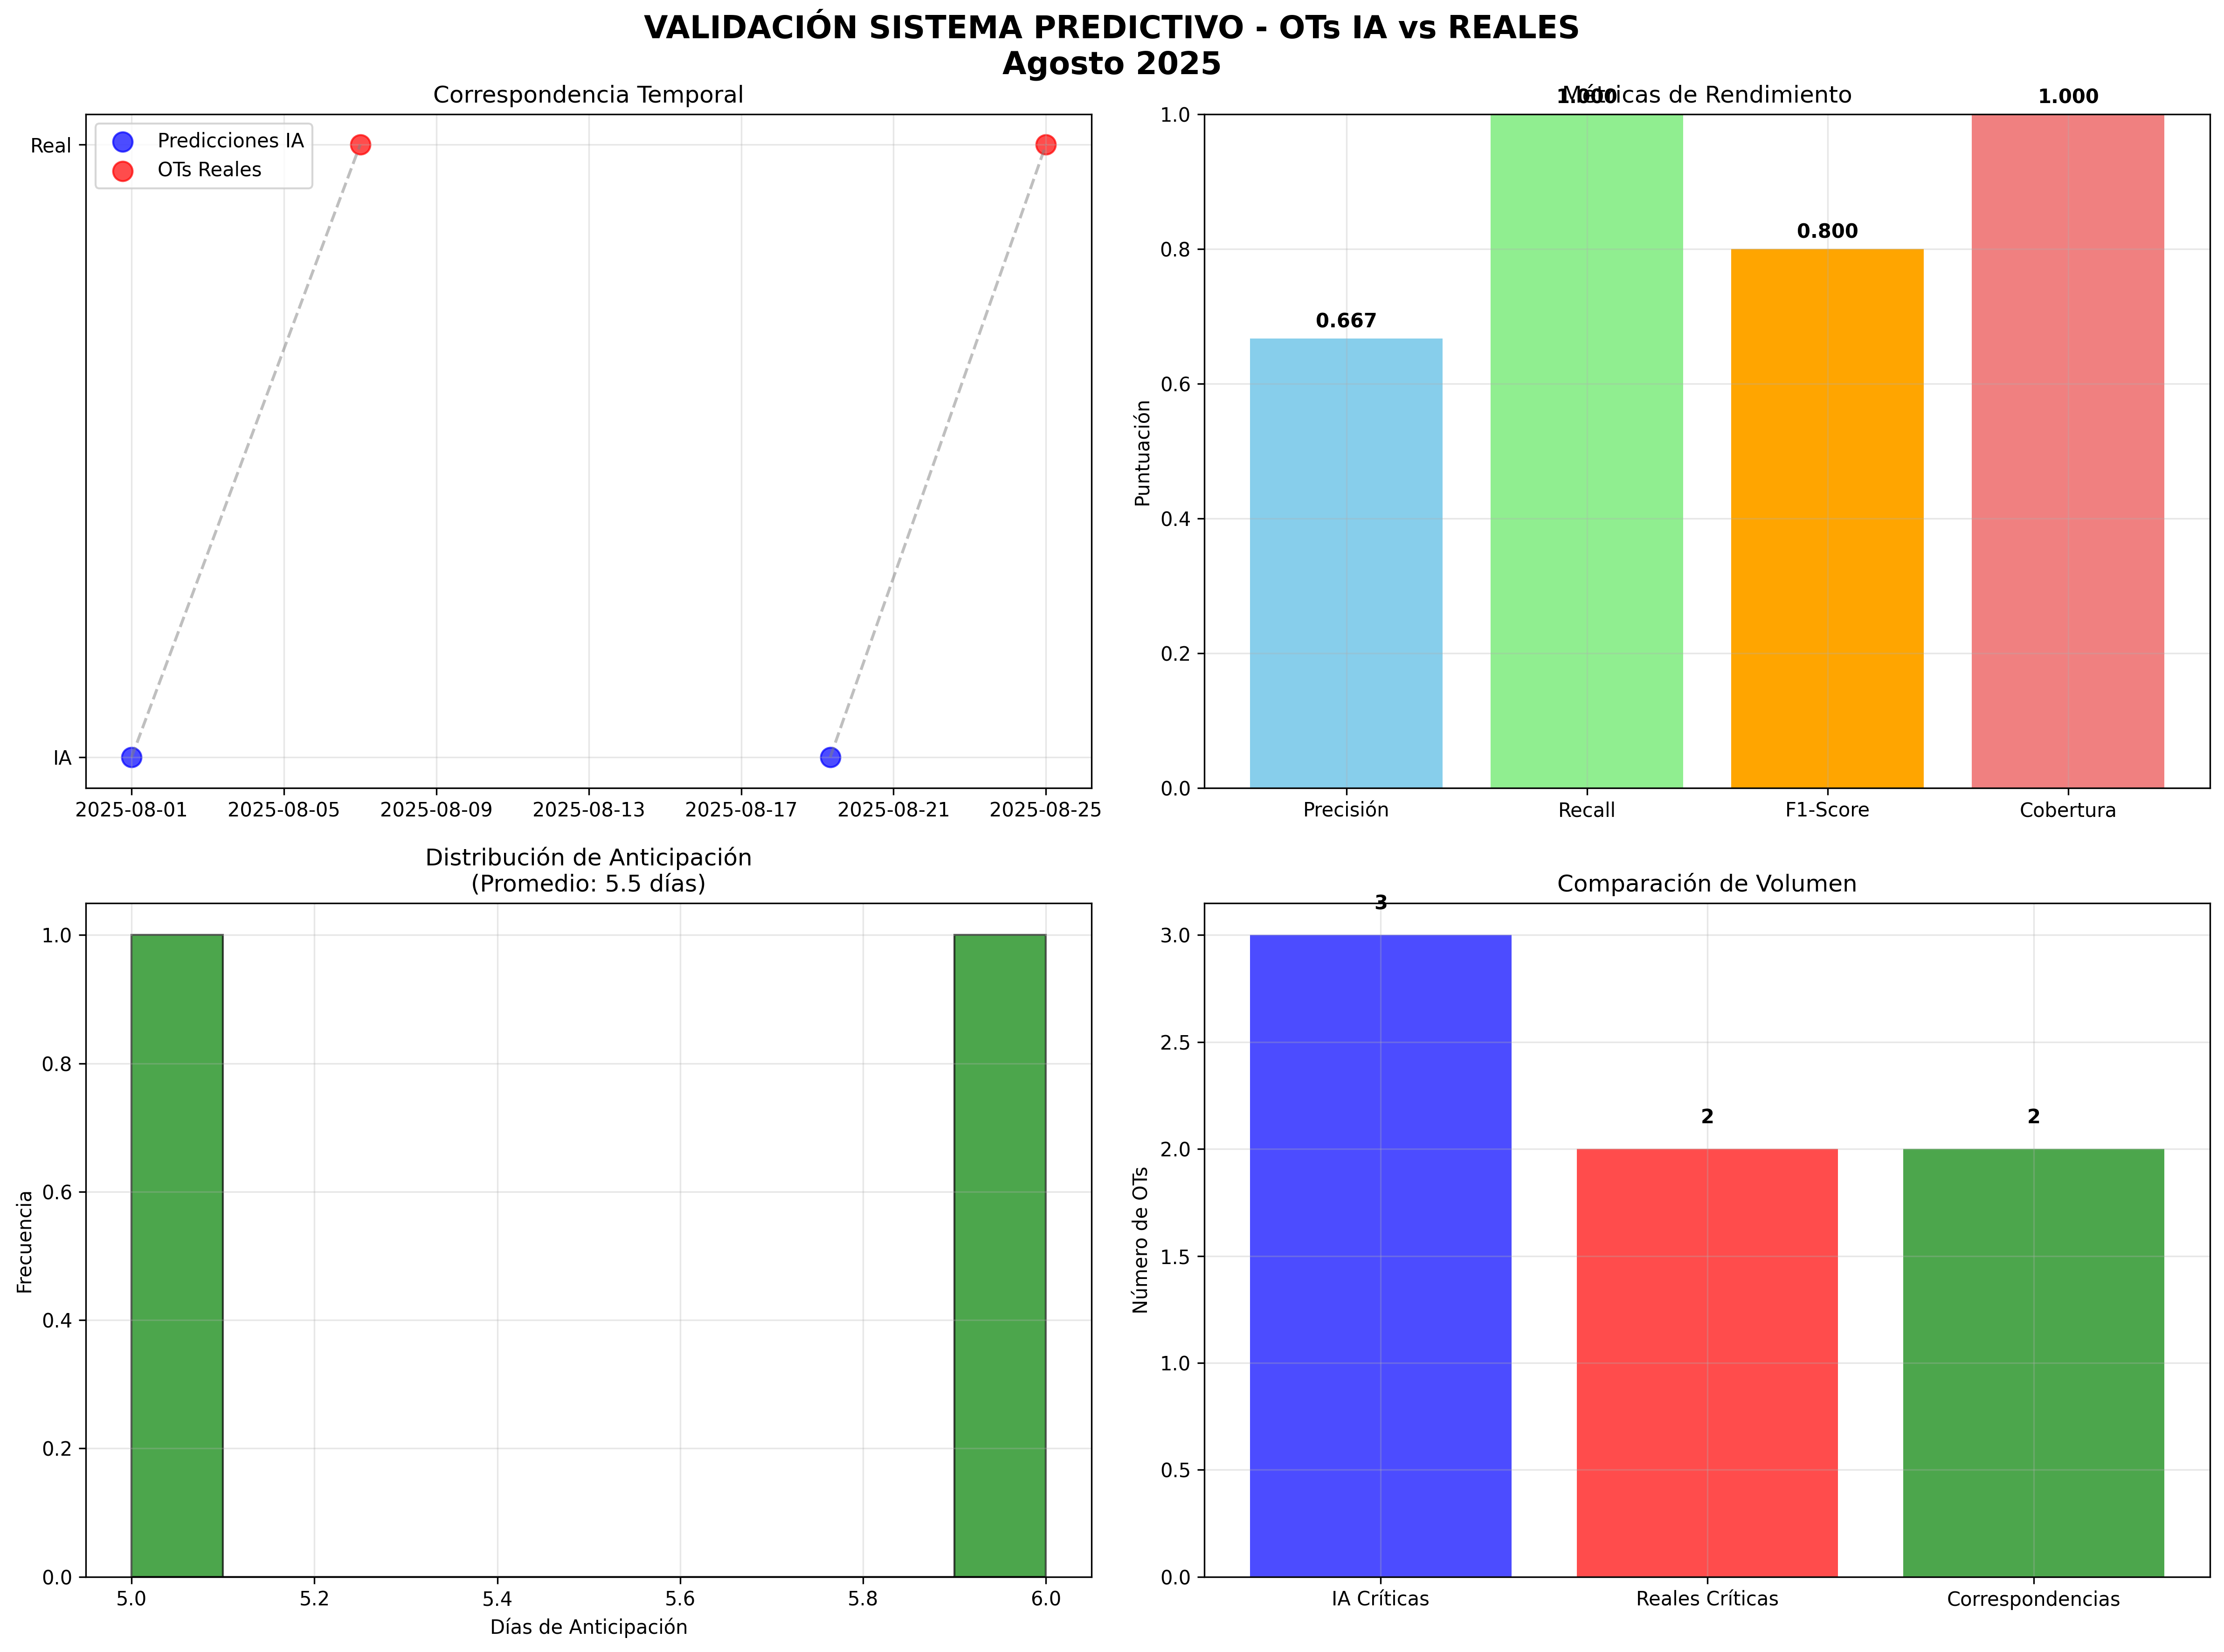 VALIDACIÓN SISTEMA PREDICTIVO - OTs IA vs REALES
Agosto 2025
Correspondencia Temporal
Predicciones IA
OTs Reales
Real
IA
2025-08-01
2025-08-05
2025-08-09
2025-08-13
2025-08-17
2025-08-21
2025-08-25
Métricas de Rendimiento
1.000
1.000
0.800
0.667
Puntuación
1.0
0.8
0.6
0.4
0.2
0.0
Precisión
Recall
F1-Score
Cobertura
Distribución de Anticipación
(Promedio: 5.5 días)
Frecuencia
1.0
0.8
0.6
0.4
0.2
0.0
5.0
5.2
5.4
5.6
5.8
6.0
Días de Anticipación
Comparación de Volumen
3
2
2
Número de OTs
3.0
2.5
2.0
1.5
1.0
0.5
0.0
IA Críticas
Reales Críticas
Correspondencias